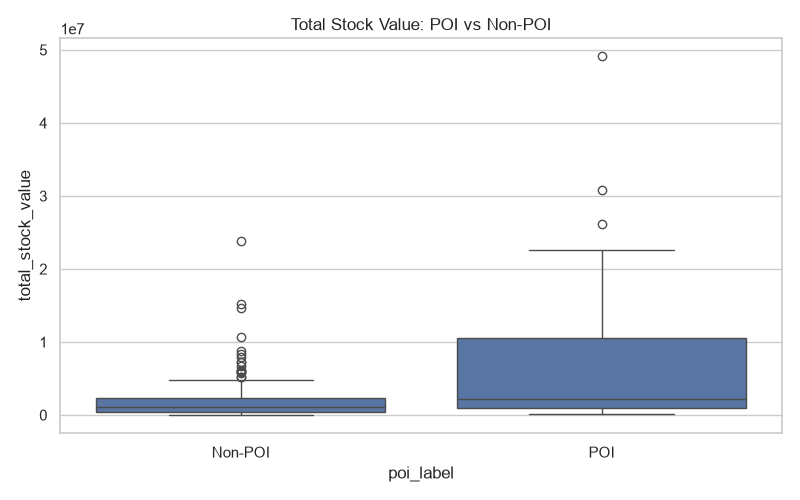 Total Stock Value: POI vs Non-POI
1e7
5
4
3
2
1
0
total_stock_value
Non-POI
POI
poi_label